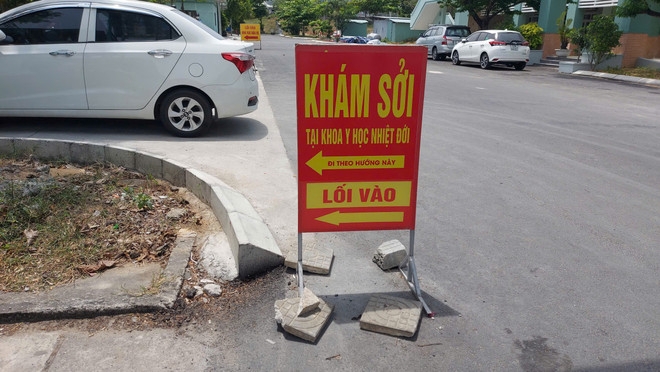 KHÁM SỞI
TẠI KHOA Y HỌC NHIỆT ĐỚI
ĐI THEO HƯỚNG NÀY
LỐI VÀO